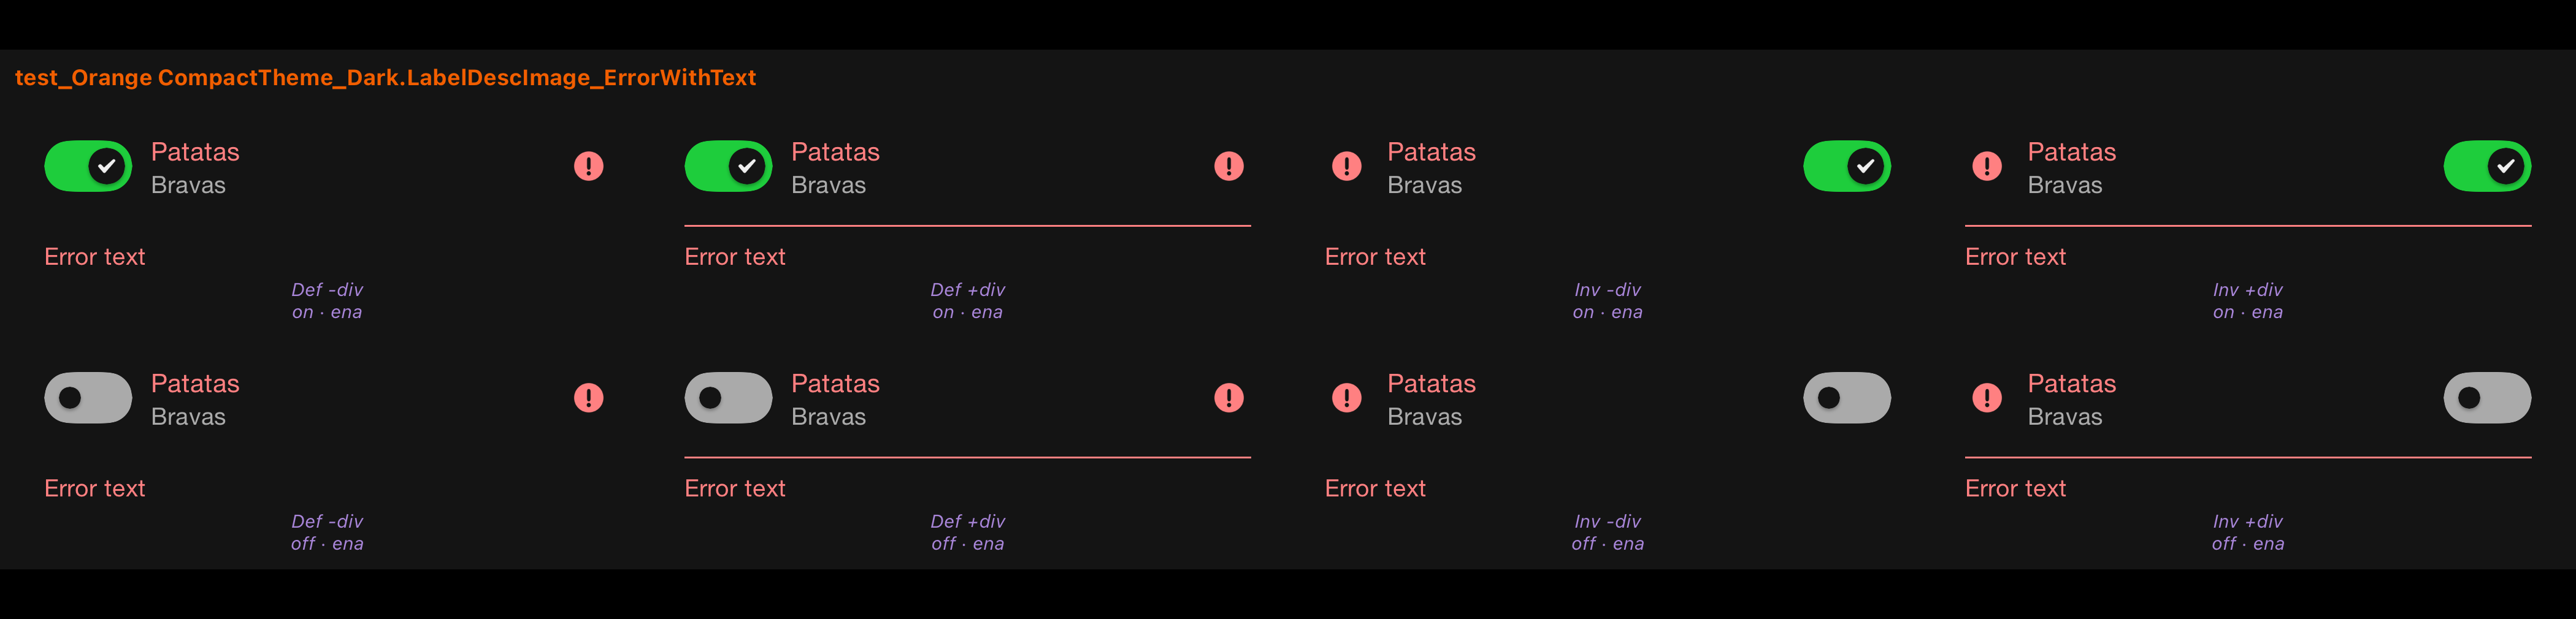 test_Orange CompactTheme_Dark.LabelDescImage_ErrorWithText
Patatas
Bravas
Error text
Def -div
on · ena
Patatas
Bravas
Error text
Def +div
on · ena
Patatas
Bravas
Error text
Inv -div
on · ena
Patatas
Bravas
Error text
Inv +div
on · ena
Patatas
Bravas
Error text
Def -div
off · ena
Patatas
Bravas
Error text
Def +div
off · ena
Patatas
Bravas
Error text
Inv -div
off · ena
Patatas
Bravas
Error text
Inv +div
off · ena